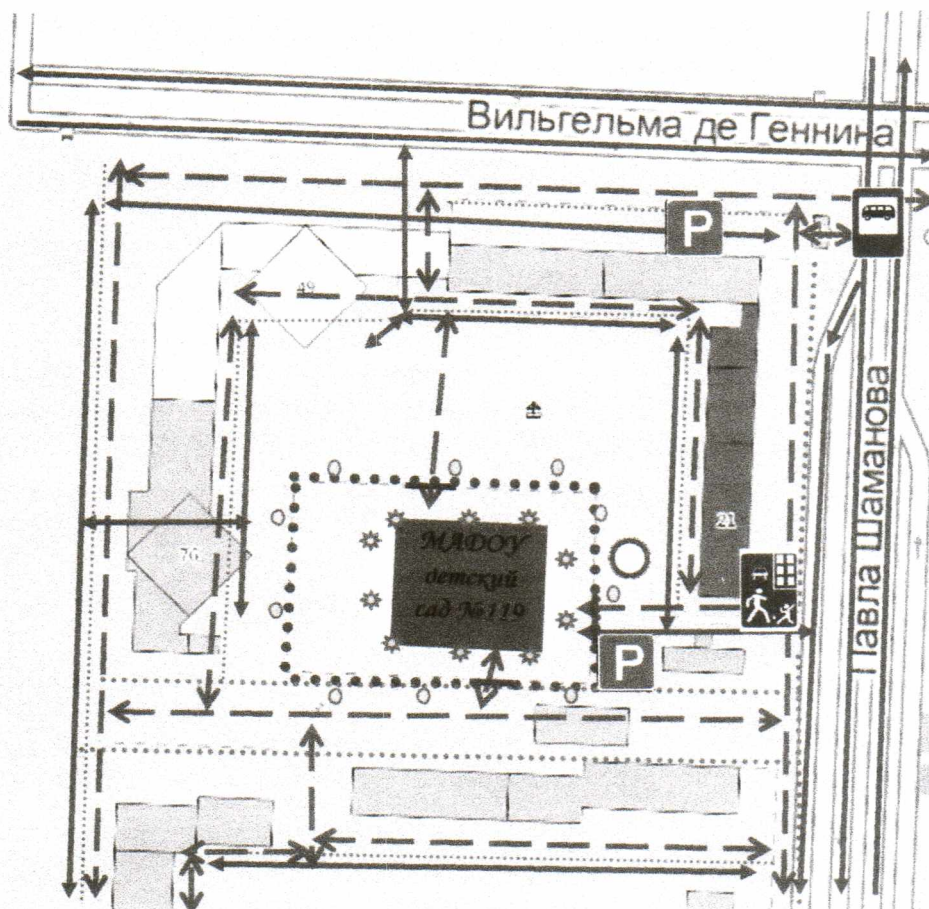 Вильгельма де Геннина
P
49
Павла Шаманова
21
МАДОУ
детский
сад №119
76
P